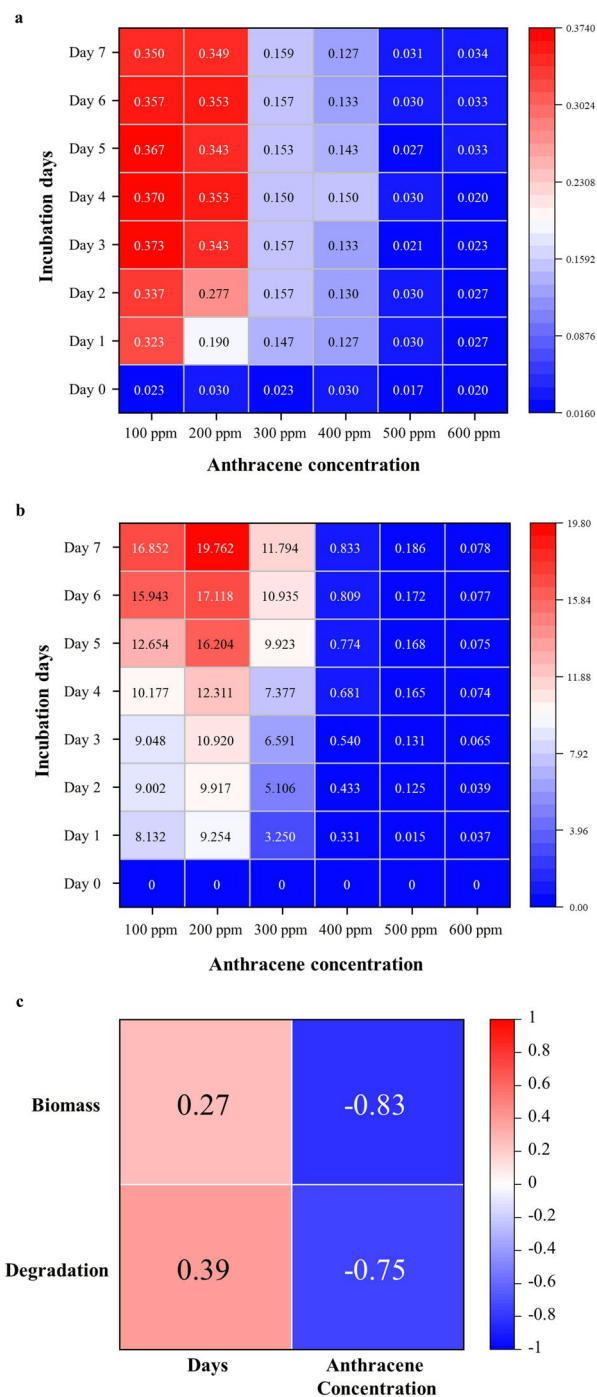 a
Day 7 0.350 0.349 0.159 0.127 0.031 0.034
Day 6 0.357 0.353 0.157 0.133 0.030 0.033
Day 5 0.367 0.343 0.153 0.143 0.027 0.033
Day 4 0.370 0.353 0.150 0.150 0.030 0.020
Day 3 0.373 0.343 0.157 0.133 0.021 0.023
Day 2 0.337 0.277 0.157 0.130 0.030 0.027
Day 1 0.323 0.190 0.147 0.127 0.030 0.027
Day 0 0.023 0.030 0.023 0.030 0.017 0.020
100 ppm 200 ppm 300 ppm 400 ppm 500 ppm 600 ppm
Incubation days
Anthracene concentration
0.3740
0.3024
0.2308
0.1592
0.0876
0.0160
b
Day 7 16.852 19.762 11.794 0.833 0.186 0.078
Day 6 15.943 17.118 10.935 0.809 0.172 0.077
Day 5 12.654 16.204 9.923 0.774 0.168 0.075
Day 4 10.177 12.311 7.377 0.681 0.165 0.074
Day 3 9.048 10.920 6.591 0.540 0.131 0.065
Day 2 9.002 9.917 5.106 0.433 0.125 0.039
Day 1 8.132 9.254 3.250 0.331 0.015 0.037
Day 0 0 0 0 0 0 0
100 ppm 200 ppm 300 ppm 400 ppm 500 ppm 600 ppm
Incubation days
Anthracene concentration
19.80
15.84
11.88
7.92
3.96
0.00
c
Biomass 0.27 -0.83
Degradation 0.39 -0.75
Days Anthracene
Concentration
1
0.8
0.6
0.4
0.2
0
-0.2
-0.4
-0.6
-0.8
-1